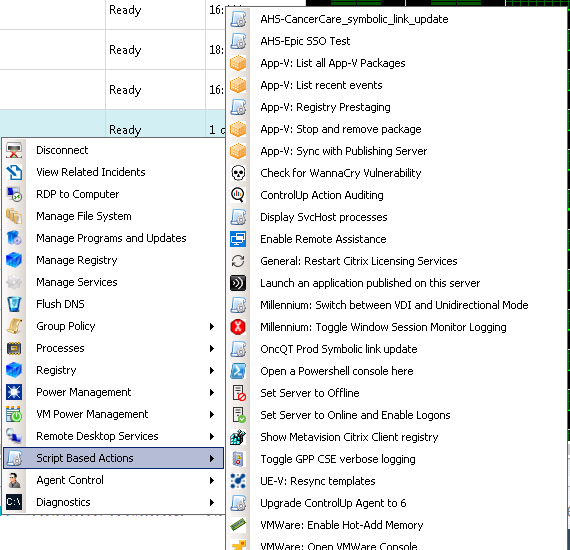 Ready
16:
Ready
18:
Ready
16:
Ready
1 d
Disconnect
View Related Incidents
RDP to Computer
Manage File System
Manage Programs and Updates
Manage Registry
Manage Services
Flush DNS
Group Policy
Processes
Registry
Power Management
VM Power Management
Remote Desktop Services
Script Based Actions
Agent Control
C:\
Diagnostics
AHS-CancerCare_symbolic_link_update
AHS-Epic SSO Test
App-V: List all App-V Packages
App-V: List recent events
App-V: Registry Prestaging
App-V: Stop and remove package
App-V: Sync with Publishing Server
Check for WannaCry Vulnerability
ControlUp Action Auditing
Display SvcHost processes
Enable Remote Assistance
General: Restart Citrix Licensing Services
Launch an application published on this server
Millennium: Switch between VDI and Unidirectional Mode
Millennium: Toggle Window Session Monitor Logging
OncQT Prod Symbolic link update
Open a Powershell console here
Set Server to Offline
Set Server to Online and Enable Logons
Show Metavision Citrix Client registry
Toggle GPP CSE verbose logging
UE-V: Resync templates
Upgrade ControlUp Agent to 6
VMWare: Enable Hot-Add Memory
VMWare: Open VMWare Console